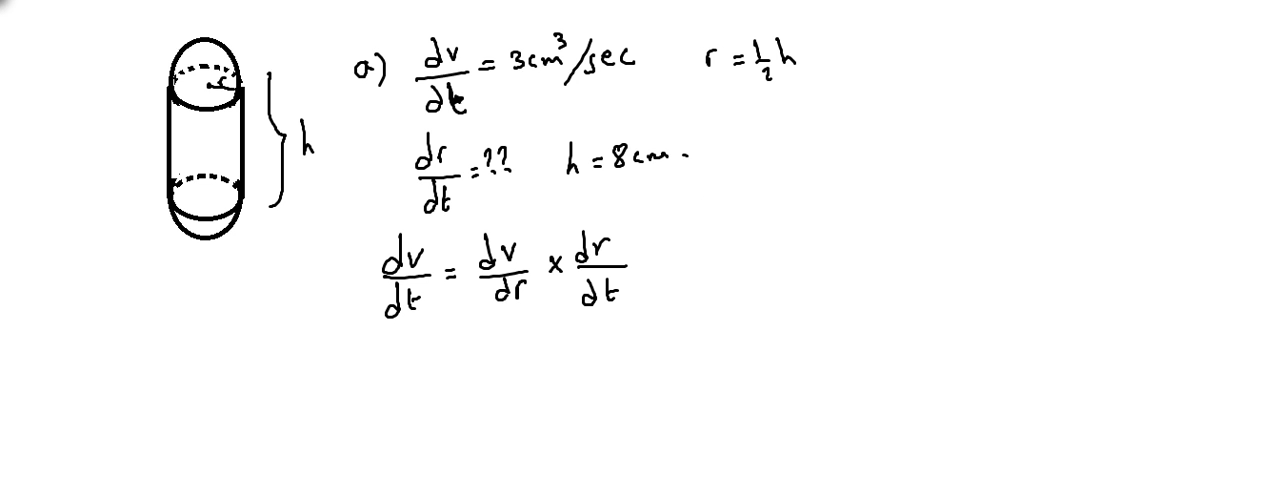 a) dv/dt = 3cm³/sec r = ½h
r
h
dr/dt = ?? h = 8cm.
dv/dt = dv/dr × dr/dt